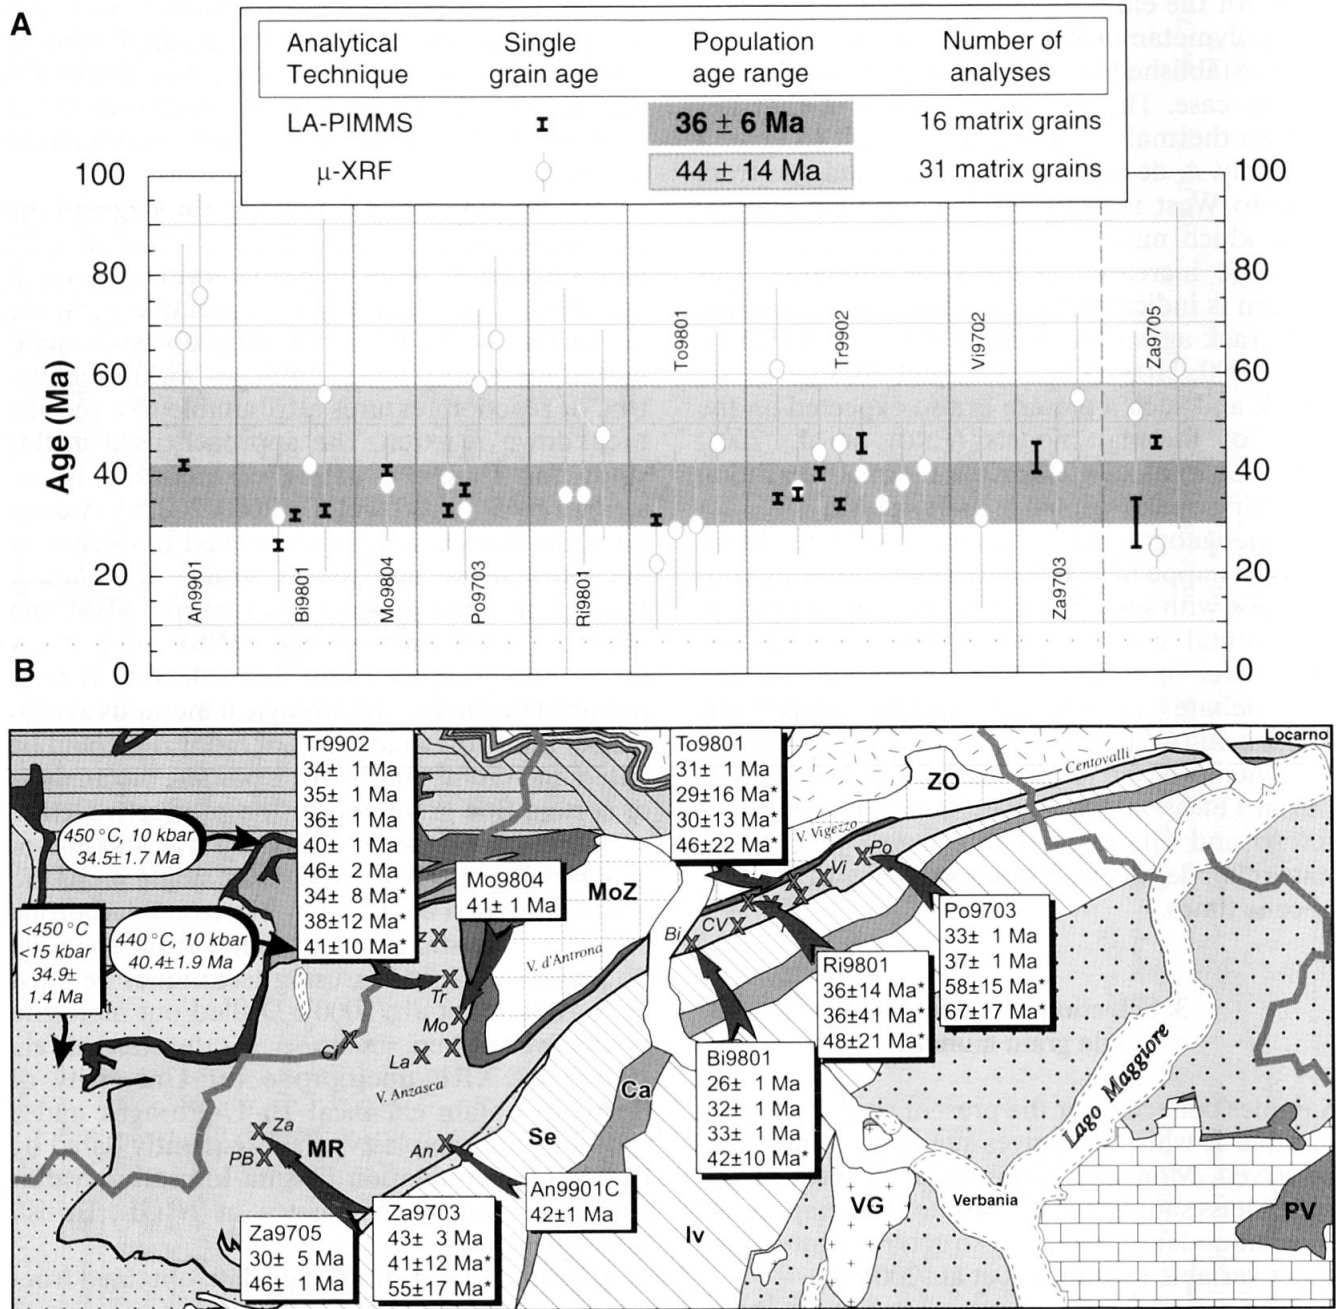 A
Analytical Technique
Single grain age
Population age range
Number of analyses
LA-PIMMS
36 ± 6 Ma
16 matrix grains
μ-XRF
44 ± 14 Ma
31 matrix grains
Age (Ma)
100
80
60
40
20
0
100
80
60
40
20
0
An9901
Bi9801
Mo9804
Po9703
Ri9801
To9801
Tr9902
Vi9702
Za9703
Za9705
B
Tr9902
34± 1 Ma
35± 1 Ma
36± 1 Ma
40± 1 Ma
46± 2 Ma
34± 8 Ma*
38±12 Ma*
41±10 Ma*
To9801
31± 1 Ma
29±16 Ma*
30±13 Ma*
46±22 Ma*
Locarno
Centovalli
ZO
V. Vigezzo
450 °C, 10 kbar
34.5±1.7 Ma
Mo9804
41± 1 Ma
MoZ
Po
Vi
<450°C
<15 kbar
34.9±
1.4 Ma
440 °C, 10 kbar
40.4±1.9 Ma
Po9703
33± 1 Ma
37± 1 Ma
58±15 Ma*
67±17 Ma*
Bi
CV
V. d'Antrona
Ri9801
36±14 Ma*
36±41 Ma*
48±21 Ma*
Tr
Mo
La
V. Anzasca
Bi9801
26± 1 Ma
32± 1 Ma
33± 1 Ma
42±10 Ma*
Ca
Lago Maggiore
Za
PB
MR
An
Se
An9901C
42±1 Ma
VG
Verbania
PV
Iv
Za9705
30± 5 Ma
46± 1 Ma
Za9703
43± 3 Ma
41±12 Ma*
55±17 Ma*